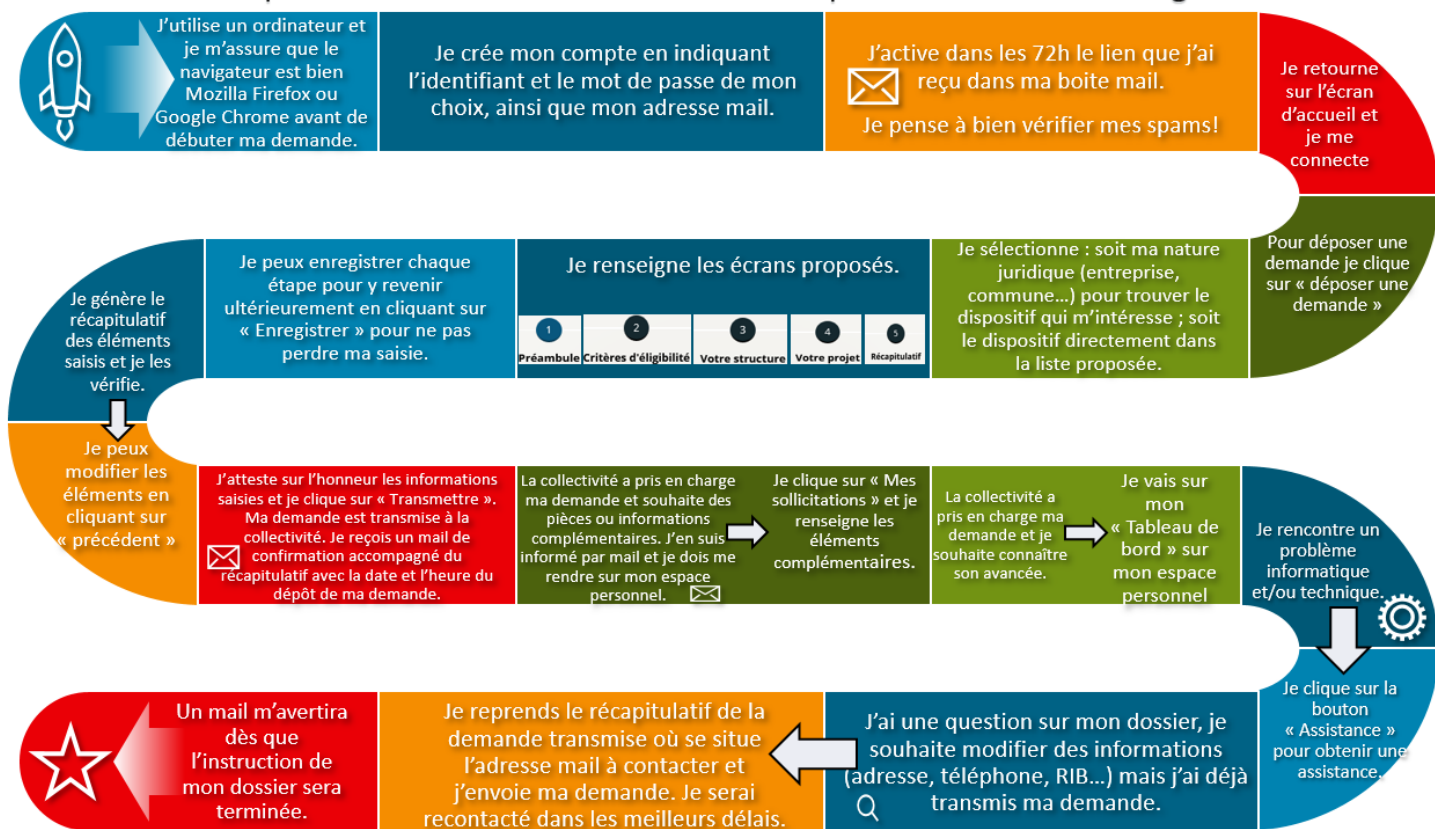 J'utilise un ordinateur et
je m'assure que le
navigateur est bien
Mozilla Firefox ou
Google Chrome avant de
débuter ma demande.
Je crée mon compte en indiquant
l'identifiant et le mot de passe de mon
choix, ainsi que mon adresse mail.
J'active dans les 72h le lien que j'ai
reçu dans ma boite mail.
Je pense à bien vérifier mes spams!
Je retourne
sur l'écran
d'accueil et
je me
connecte
Pour déposer une
demande je clique
sur « déposer une
demande »
Je sélectionne : soit ma nature
juridique (entreprise,
commune…) pour trouver le
dispositif qui m'intéresse ; soit
le dispositif directement dans
la liste proposée.
Je renseigne les écrans proposés.
1 2 3 4 5
Préambule Critères d'éligibilité Votre structure Votre projet Récapitulatif
Je peux enregistrer chaque
étape pour y revenir
ultérieurement en cliquant sur
« Enregistrer » pour ne pas
perdre ma saisie.
Je génère le
récapitulatif
des éléments
saisis et je les
vérifie.
Je peux
modifier les
éléments en
cliquant sur
« précédent »
J'atteste sur l'honneur les informations
saisies et je clique sur « Transmettre ».
Ma demande est transmise à la
collectivité. Je reçois un mail de
confirmation accompagné du
récapitulatif avec la date et l'heure du
dépôt de ma demande.
La collectivité a pris en charge
ma demande et souhaite des
pièces ou informations
complémentaires. J'en suis
informé par mail et je dois me
rendre sur mon espace
personnel.
Je clique sur « Mes
sollicitations » et je
renseigne les
éléments
complémentaires.
La collectivité a
pris en charge ma
demande et je
souhaite connaître
son avancée.
Je vais sur
mon
« Tableau de
bord » sur
mon espace
personnel
Je rencontre un
problème
informatique
et/ou technique.
Je clique sur la
bouton
« Assistance »
pour obtenir une
assistance.
J'ai une question sur mon dossier, je
souhaite modifier des informations
(adresse, téléphone, RIB…) mais j'ai déjà
transmis ma demande.
Je reprends le récapitulatif de la
demande transmise où se situe
l'adresse mail à contacter et
j'envoie ma demande. Je serai
recontacté dans les meilleurs délais.
Un mail m'avertira
dès que
l'instruction de
mon dossier sera
terminée.